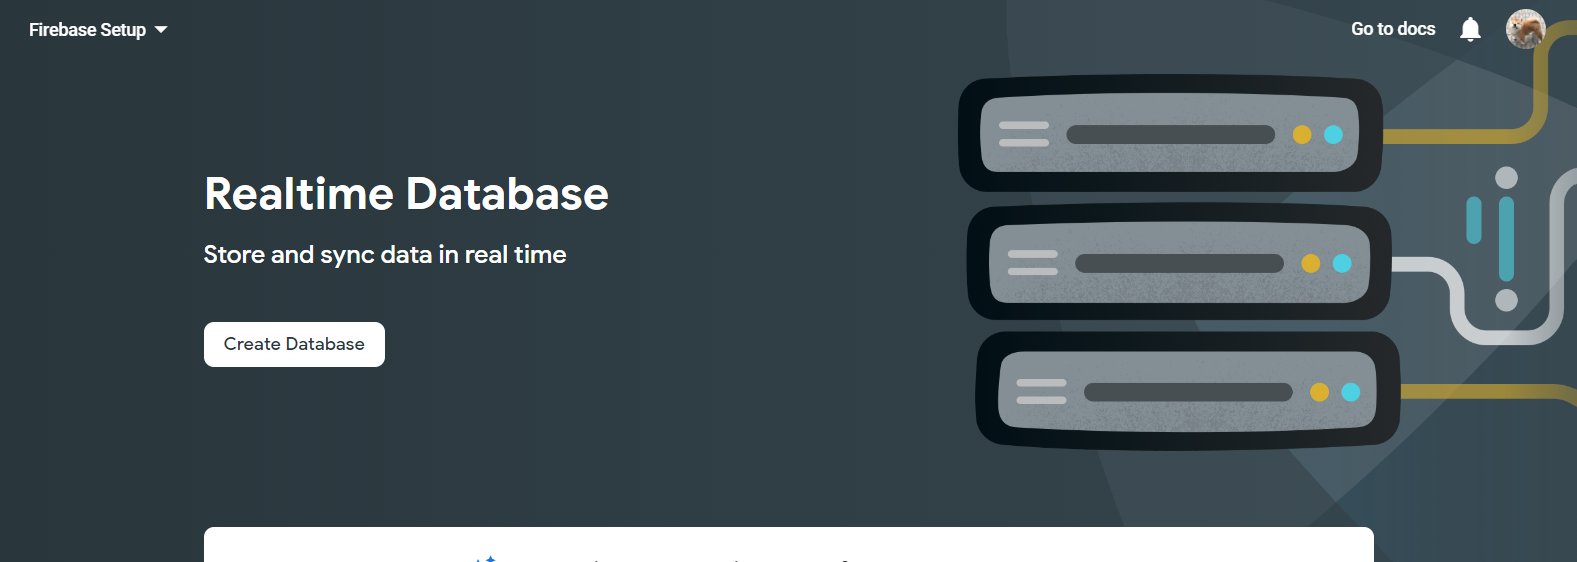 Firebase Setup
Go to docs
Realtime Database
Store and sync data in real time
Create Database